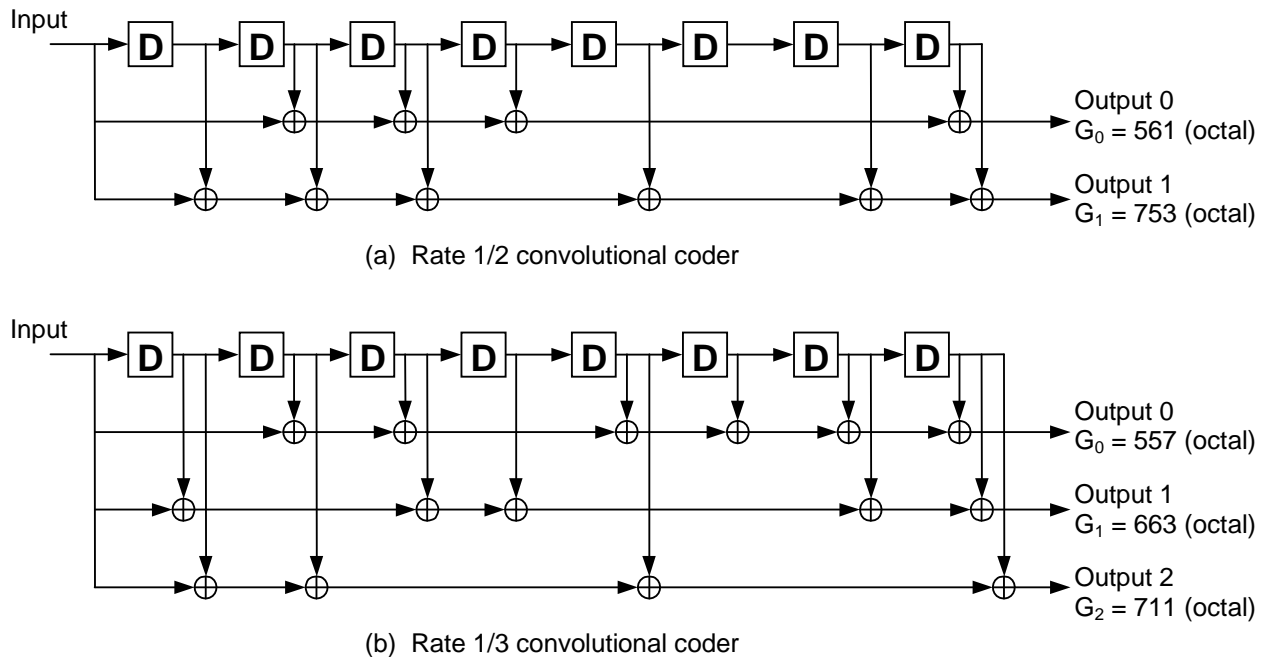 Input
D D D D D D D D
Output 0
G0 = 561 (octal)
Output 1
G1 = 753 (octal)
(a) Rate 1/2 convolutional coder
Input
D D D D D D D D
Output 0
G0 = 557 (octal)
Output 1
G1 = 663 (octal)
Output 2
G2 = 711 (octal)
(b) Rate 1/3 convolutional coder